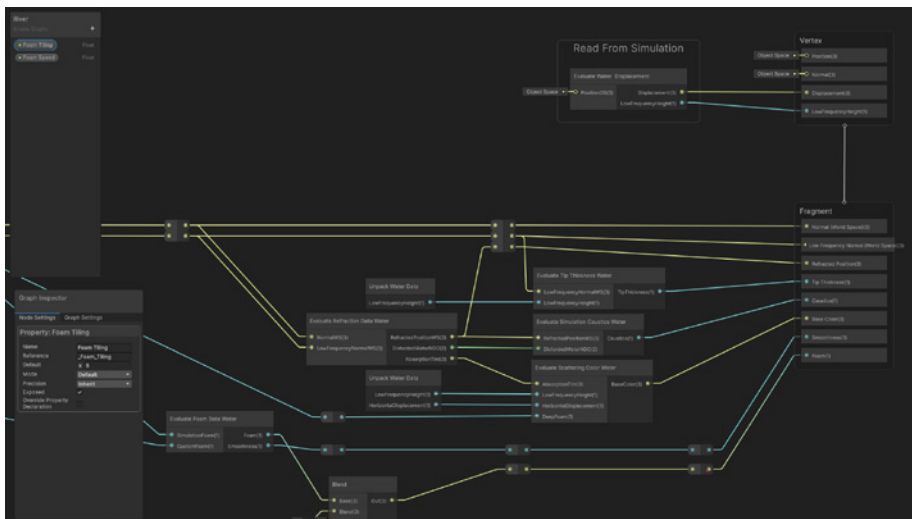 River
Foam Tiling Float
Foam Speed Float
Read From Simulation
Evaluate Water Displacement
Object Space
PositionOS(3) Displacement(3)
LowFrequencyHeight(1)
Vertex
Object Space Position(3)
Object Space Normal(3)
Displacement(3)
LowFrequencyHeight(1)
Fragment
Normal (World Space)(3)
Low Frequency Normal (World Space)(3)
Refracted Position(3)
Tip Thickness(1)
Caustics(1)
Base Color(3)
Smoothness(1)
Foam(1)
Unpack Water Data
LowFrequencyHeight(1)
Evaluate Tip Thickness Water
LowFrequencyNormalWS(3) TipThickness(1)
LowFrequencyHeight(1)
Evaluate Refraction Data Water
NormalWS(3) RefractedPositionWS(3)
LowFrequencyNormalWS(3) DistortedWaterNDC(2)
AbsorptionTint(3)
Evaluate Simulation Caustics Water
RefractedPositionWS(3) Caustics(1)
DistortedWaterNDC(2)
Unpack Water Data
LowFrequencyHeight(1)
HorizontalDisplacement(1)
Evaluate Scattering Color Water
AbsorptionTint(3) BaseColor(3)
LowFrequencyHeight(1)
HorizontalDisplacement(1)
DeepFoam(1)
Graph Inspector
Node Settings Graph Settings
Property: Foam Tiling
Name Foam Tiling
Reference _Foam_Tiling
Default X 5
Mode Default
Precision Inherit
Exposed
Override Property
Declaration
Evaluate Foam Data Water
SimulationFoam(1) Foam(1)
CustomFoam(1) Smoothness(1)
Blend
Base(3) Out(3)
Blend(3)